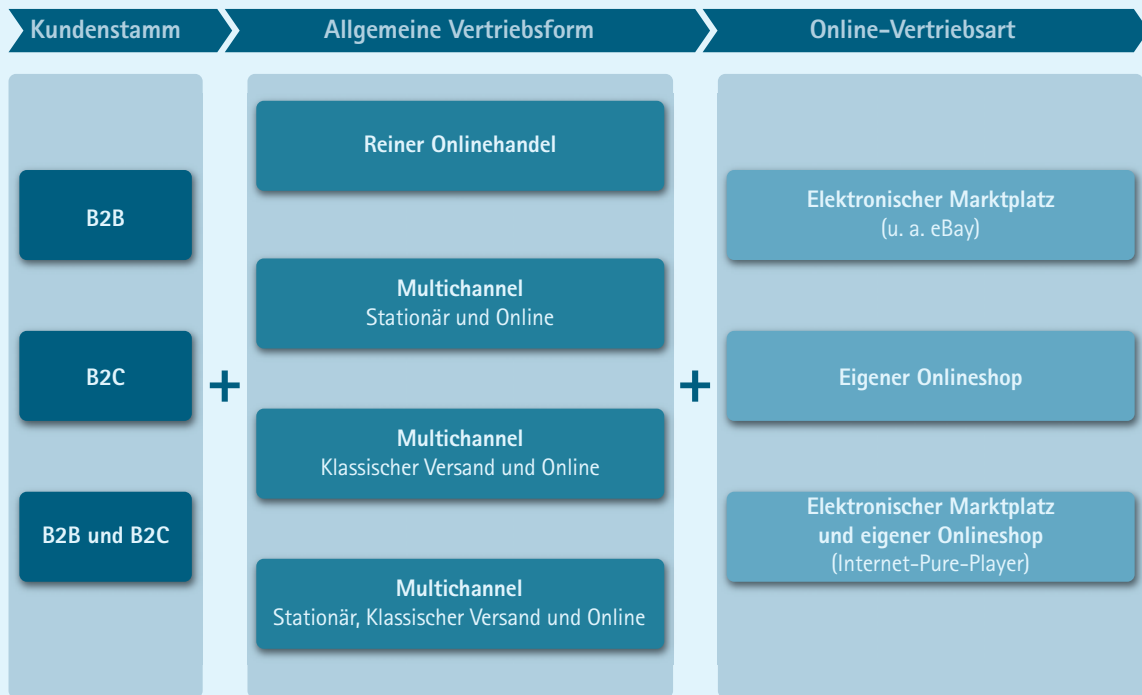 Kundenstamm
Allgemeine Vertriebsform
Online-Vertriebsart
B2B
B2C
B2B und B2C
+
Reiner Onlinehandel
Multichannel
Stationär und Online
Multichannel
Klassischer Versand und Online
Multichannel
Stationär, Klassischer Versand und Online
+
Elektronischer Marktplatz
(u. a. eBay)
Eigener Onlineshop
Elektronischer Marktplatz
und eigener Onlineshop
(Internet-Pure-Player)